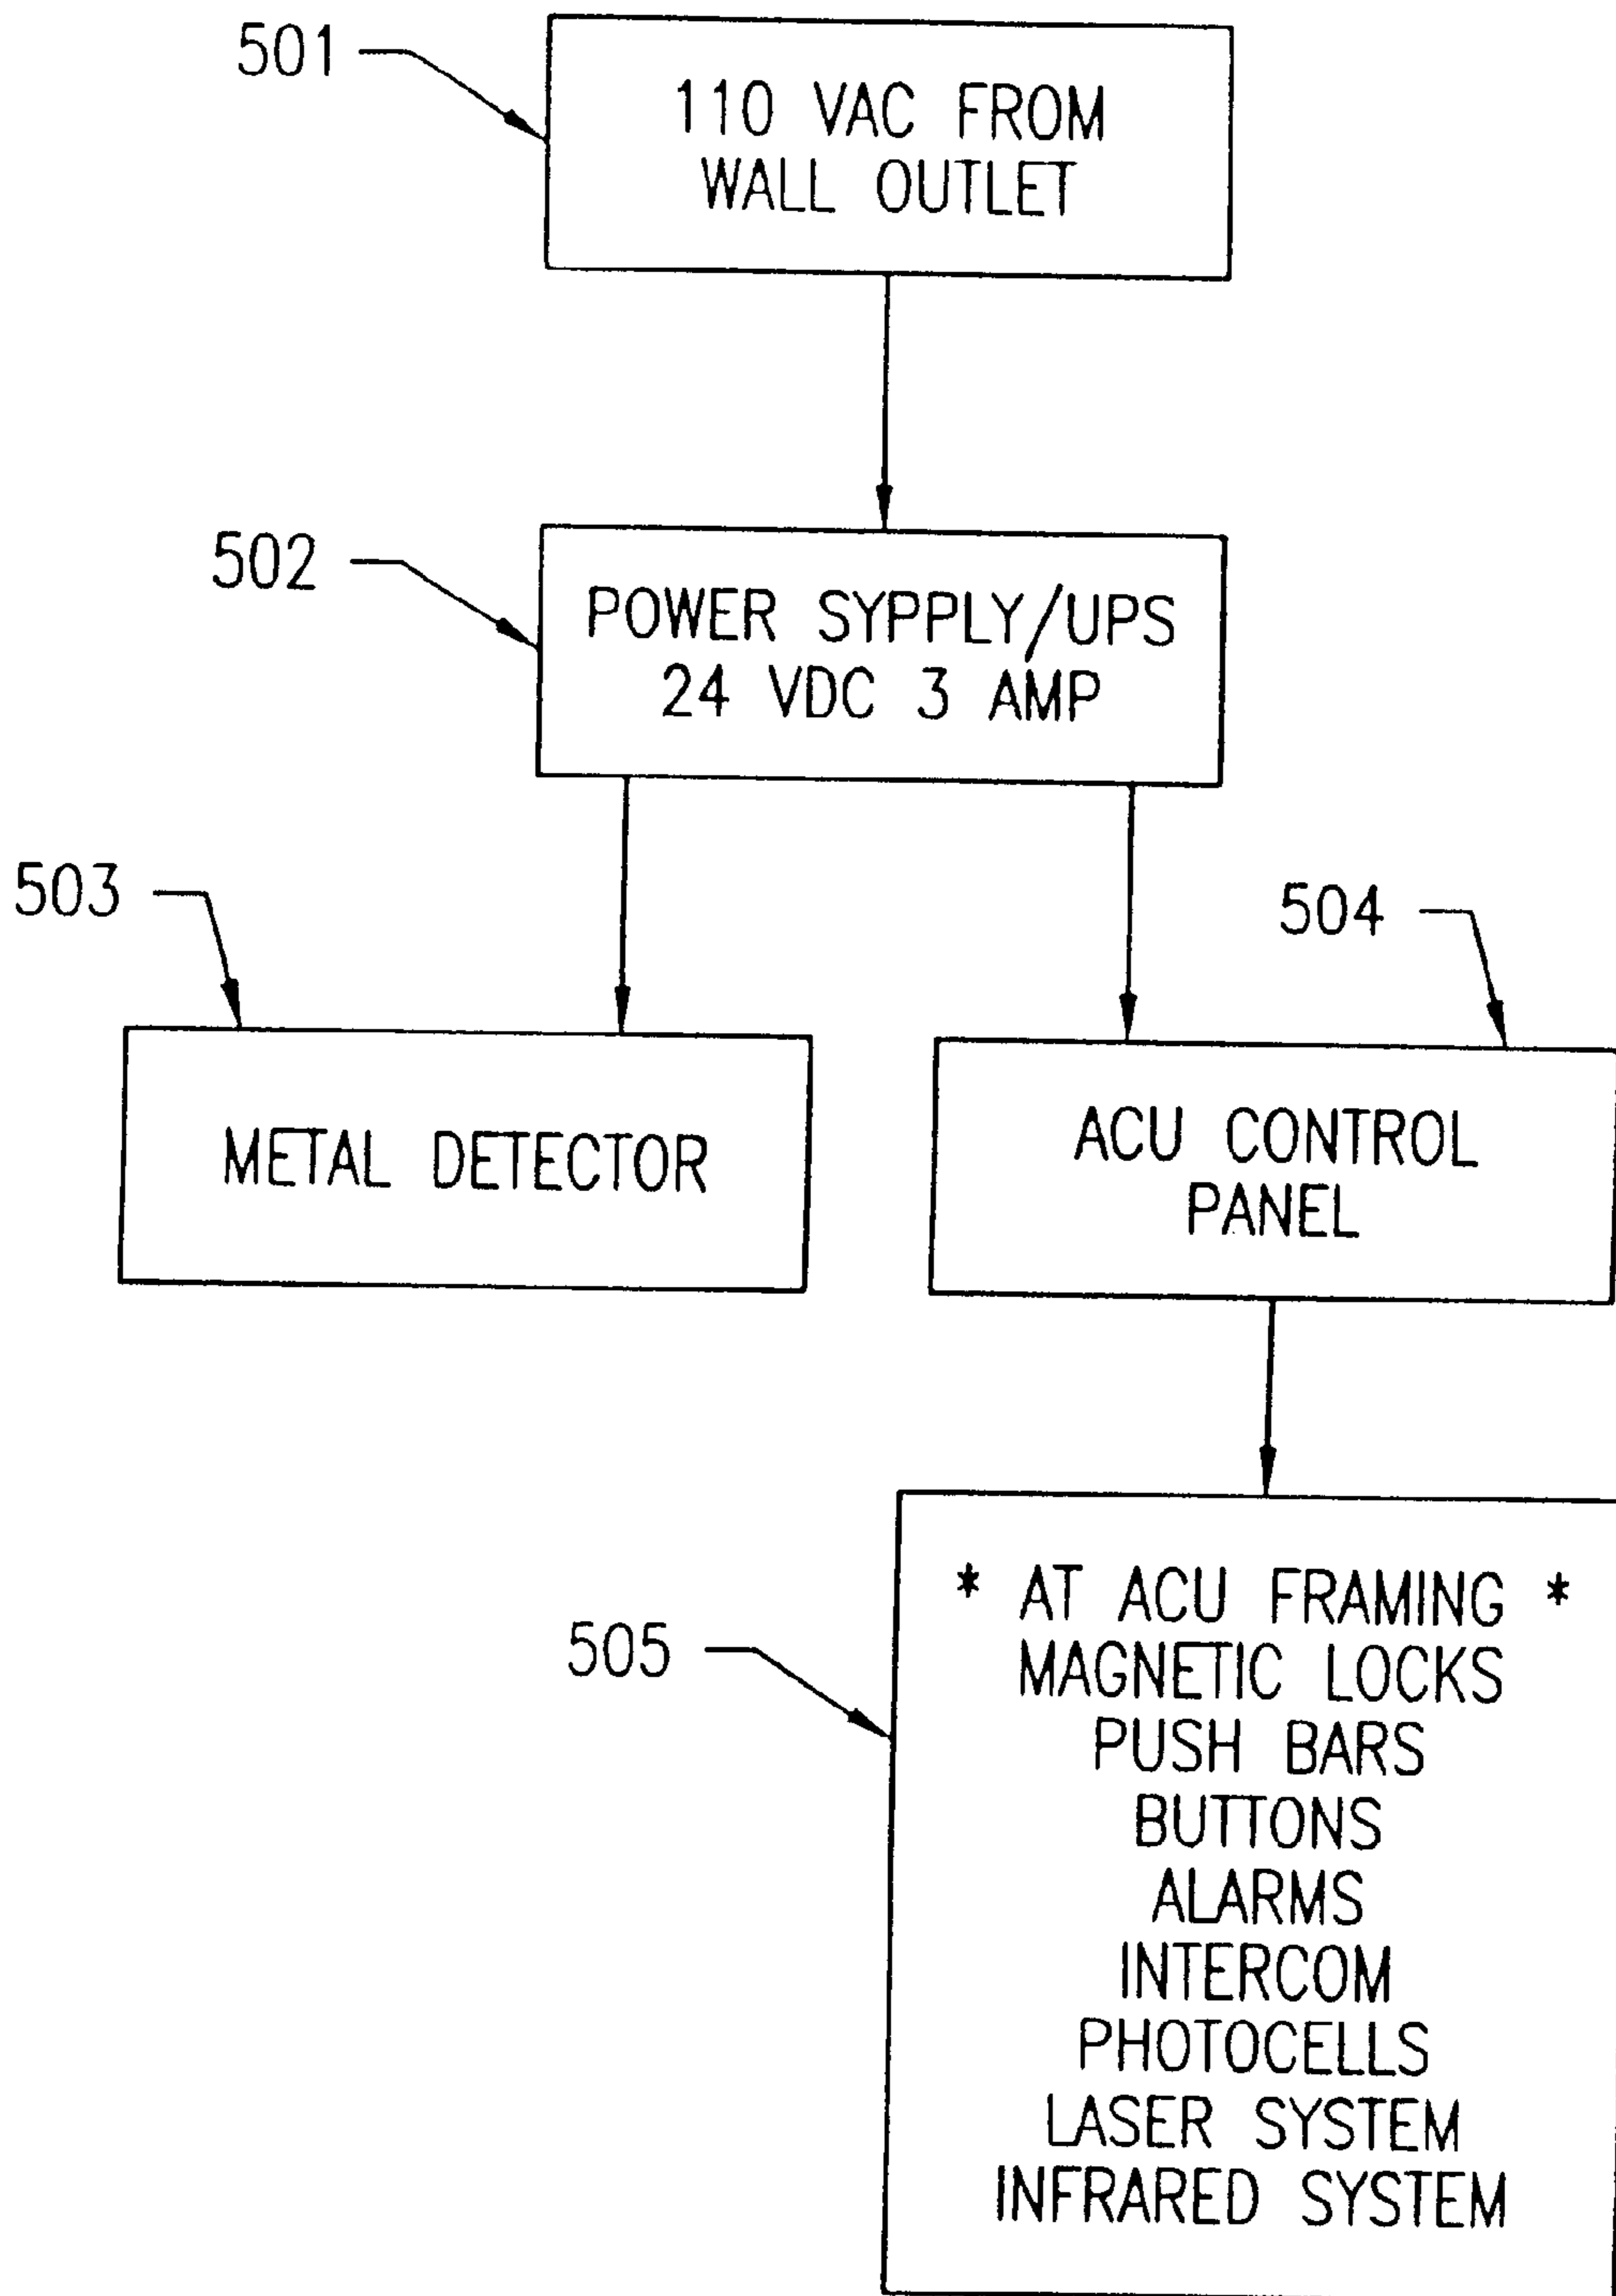 501
110 VAC FROM
WALL OUTLET
502
POWER SYPPLY/UPS
24 VDC 3 AMP
503
504
METAL DETECTOR
ACU CONTROL
PANEL
505
* AT ACU FRAMING *
MAGNETIC LOCKS
PUSH BARS
BUTTONS
ALARMS
INTERCOM
PHOTOCELLS
LASER SYSTEM
INFRARED SYSTEM